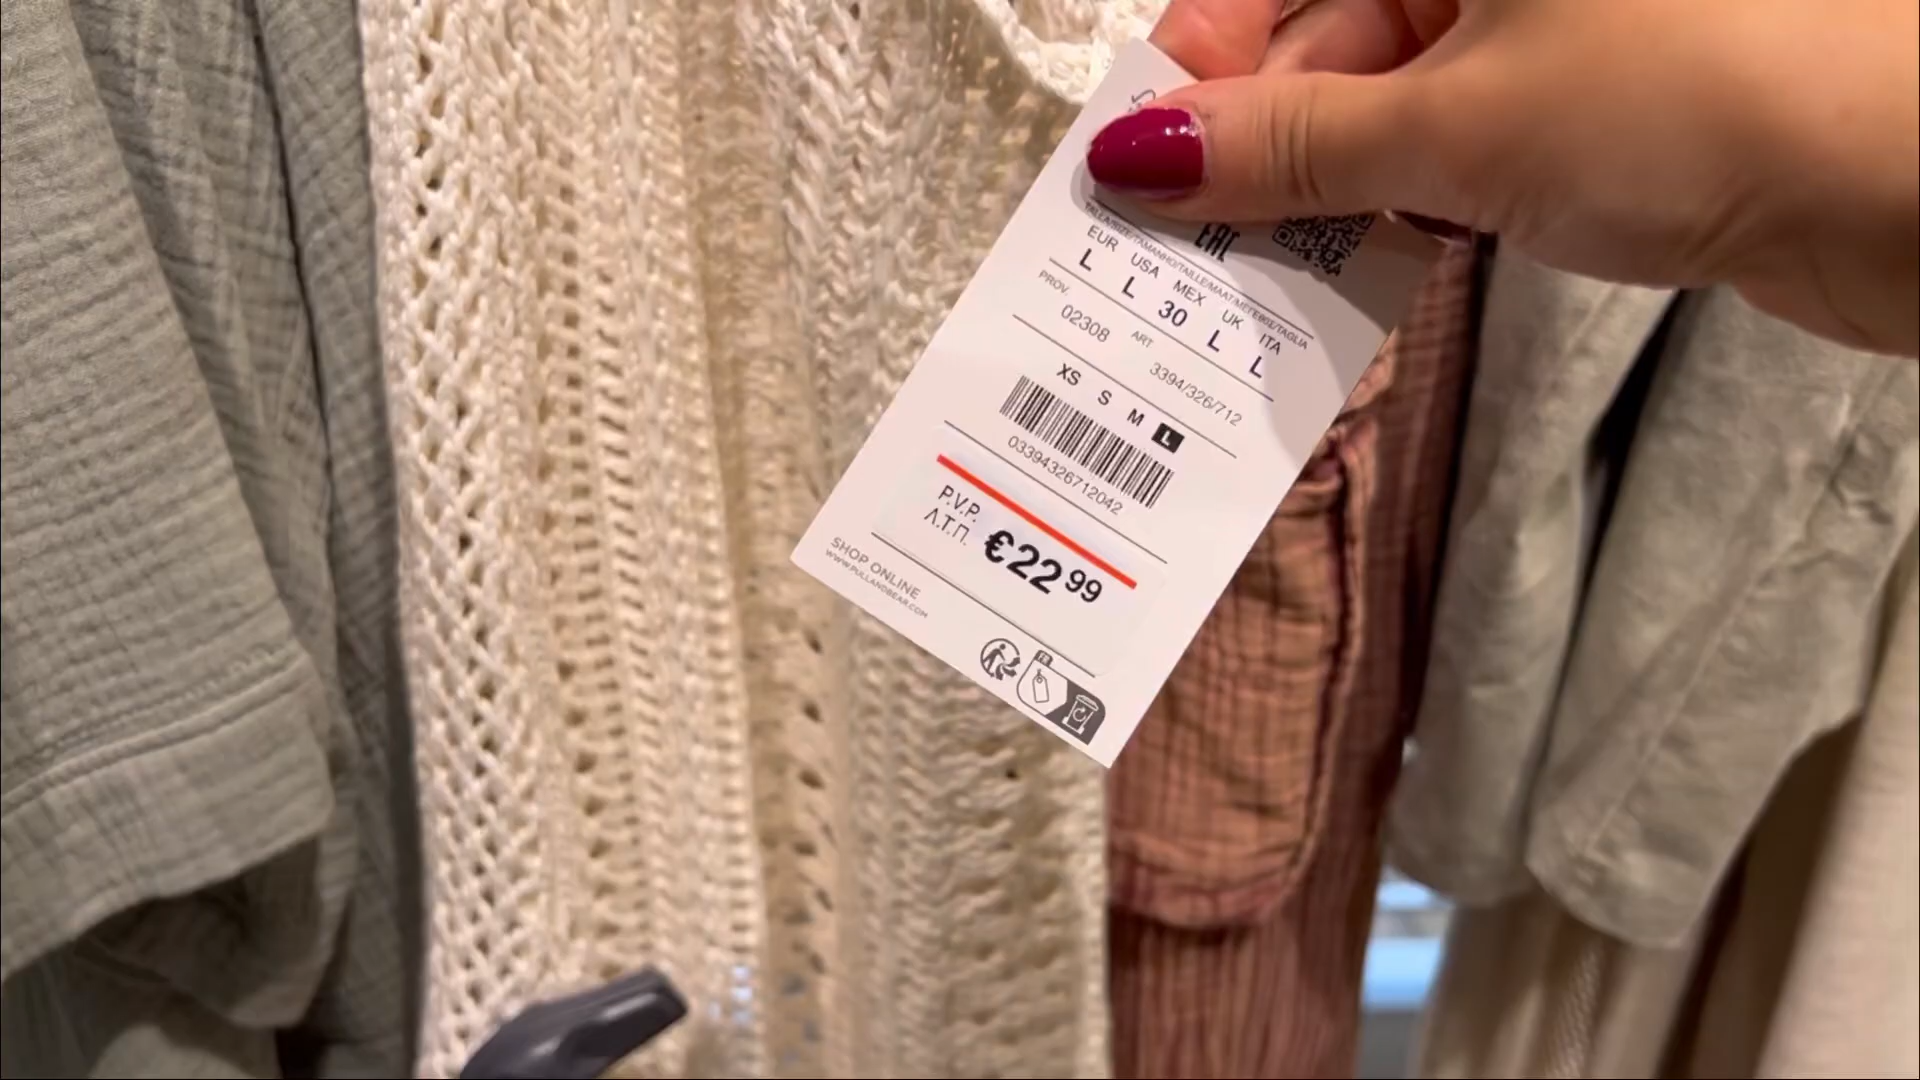 EAC
TALLA/SIZE/TAMANHO/TAILLE/MAAT/ΜΕΓΕΘΟΣ/TAGLIA
EUR USA MEX UK ITA
L L 30 L L
PROV. 02308 ART. 3394/326/712
XS S M L
03394326712042
P.V.P.
Λ.Τ.Π. €22 99
SHOP ONLINE
WWW.PULLANDBEAR.COM
FR